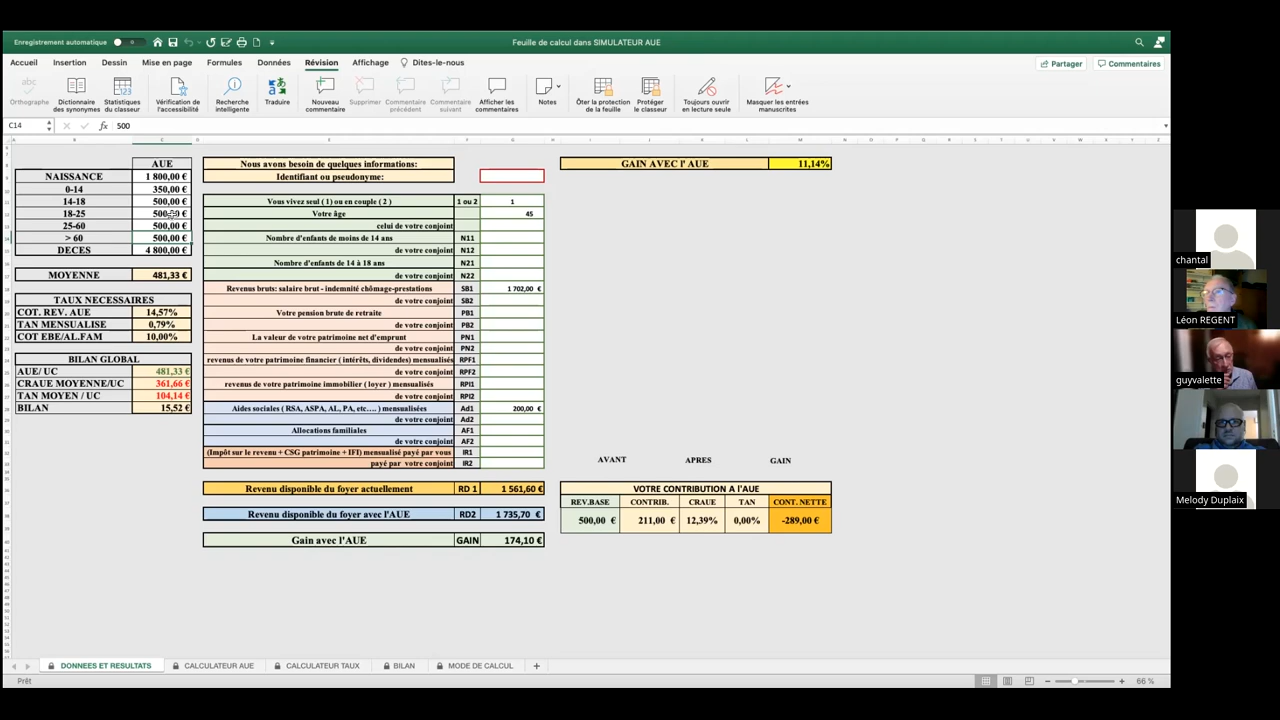 Enregistrement automatique
Feuille de calcul dans SIMULATEUR AUE
Accueil Insertion Dessin Mise en page Formules Données Révision Affichage Dites-le-nous
Partager Commentaires
Orthographe
Dictionnaire des synonymes
Statistiques du classeur
Vérification de l'accessibilité
Recherche intelligente
Traduire
Nouveau commentaire
Supprimer
Commentaire précédent
Commentaire suivant
Afficher les commentaires
Notes
Ôter la protection de la feuille
Protéger le classeur
Toujours ouvrir en lecture seule
Masquer les entrées manuscrites
C14 fx 500
AUE
NAISSANCE 1 800,00 €
0-14 350,00 €
14-18 500,00 €
18-25
25-60 500,00 €
> 60 500,00 €
DECES 4 800,00 €
MOYENNE 481,33 €
TAUX NECESSAIRES
COT. REV. AUE 14,57%
TAN MENSUALISE 0,79%
COT EBE/AL.FAM 10,00%
BILAN GLOBAL
AUE/ UC 481,33 €
CRAUE MOYENNE/UC 361,66 €
TAN MOYEN / UC 104,14 €
BILAN 15,52 €
Nous avons besoin de quelques informations:
Identifiant ou pseudonyme:
Vous vivez seul ( 1) ou en couple ( 2 ) 1 ou 2 1
Votre âge 45
celui de votre conjoint
Nombre d'enfants de moins de 14 ans N11
de votre conjoint N12
Nombre d'enfants de 14 à 18 ans N21
de votre conjoint N22
Revenus bruts: salaire brut - indemnité chômage-prestations SB1 1 702,00 €
de votre conjoint SB2
Votre pension brute de retraite PB1
de votre conjoint PB2
La valeur de votre patrimoine net d'emprunt PN1
de votre conjoint PN2
revenus de votre patrimoine financier ( intérêts, dividendes) mensualisés RPF1
de votre conjoint RPF2
revenus de votre patrimoine immobilier ( loyer ) mensualisés RPI1
de votre conjoint RPI2
Aides sociales ( RSA, ASPA, AL, PA, etc.... ) mensualisées Ad1 200,00 €
de votre conjoint Ad2
Allocations familiales AF1
de votre conjoint AF2
(Impôt sur le revenu + CSG patrimoine + IFI) mensualisé payé par vous IR1
payé par votre conjoint IR2
Revenu disponible du foyer actuellement RD 1 1 561,60 €
Revenu disponible du foyer avec l'AUE RD2 1 735,70 €
Gain avec l'AUE GAIN 174,10 €
GAIN AVEC l' AUE 11,14%
AVANT APRES GAIN
VOTRE CONTRIBUTION A l'AUE
REV.BASE CONTRIB. CRAUE TAN CONT. NETTE
500,00 € 211,00 € 12,39% 0,00% -289,00 €
DONNEES ET RESULTATS CALCULATEUR AUE CALCULATEUR TAUX BILAN MODE DE CALCUL
Prêt
66 %
chantal
Léon REGENT
guyvalette
Melody Duplaix